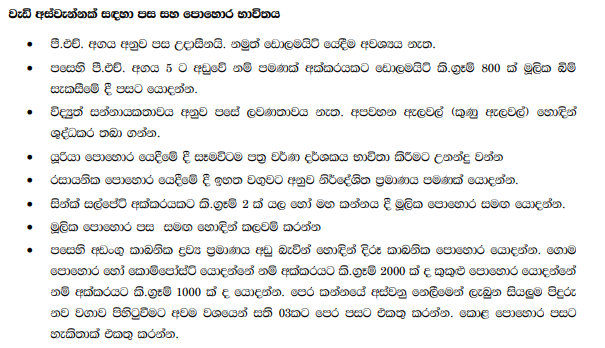 වැඩි අස්වැන්නක් සඳහා පස සහ පොහොර භාවිතය
• පී.එච්. අගය අනුව පස උදාසීනයි. නමුත් ඩොලමයිට් යෙදීම අවශ්‍යය නැත.
• පසෙහි පී.එච්. අගය 5 ට අඩුවේ නම් පමණක් අක්කරයකට ඩොලමයිට් කි.ග්‍රෑම් 800 ක් මූලික බිම්
සැකසීමේ දී පසට යොදන්න.
• විද්‍යුත් සන්නායකතාවය අනුව පසේ ලවණතාවය නැත. අපවහන ඇලවල් (කුණු ඇලවල්) හොඳින්
ශුද්ධකර තබා ගන්න.
• යූරියා පොහොර යෙදීමේ දී සෑමවිටම පත්‍ර වර්ණ දර්ශකය භාවිතා කිරීමට උනන්දු වන්න
• රසායනික පොහොර යෙදීමේ දී ඉහත වගුවට අනුව නිර්දේශිත ප්‍රමාණය පමණක් යොදන්න.
• සින්ක් සල්පේට් අක්කරයකට කි.ග්‍රෑම් 2 ක් යල හෝ මහ කන්නය දී මූලික පොහොර සමඟ යොදන්න.
• මූලික පොහොර පස සමඟ හොඳින් කලවම් කරන්න
• පසෙහි අඩංගු කාබනික ද්‍රව්‍ය ප්‍රමාණය අඩු බැවින් හොඳින් දිරූ කාබනික පොහොර යොදන්න. ගොම
පොහොර හෝ කොම්පෝස්ට් යොදන්නේ නම් අක්කරයට කි.ග්‍රෑම් 2000 ක් ද කුකුළු පොහොර යොදන්නේ
නම් අක්කරයට කි.ග්‍රෑම් 1000 ක් ද යොදන්න. පෙර කන්නයේ අස්වනු නෙලීමෙන් ලැබුන සියලුම පිදුරු
නව වගාව පිහිටුවීමට අවම වශයෙන් සති 03කට පෙර පසට එකතු කරන්න. කොළ පොහොර පසට
හැකිතාක් එකතු කරන්න.